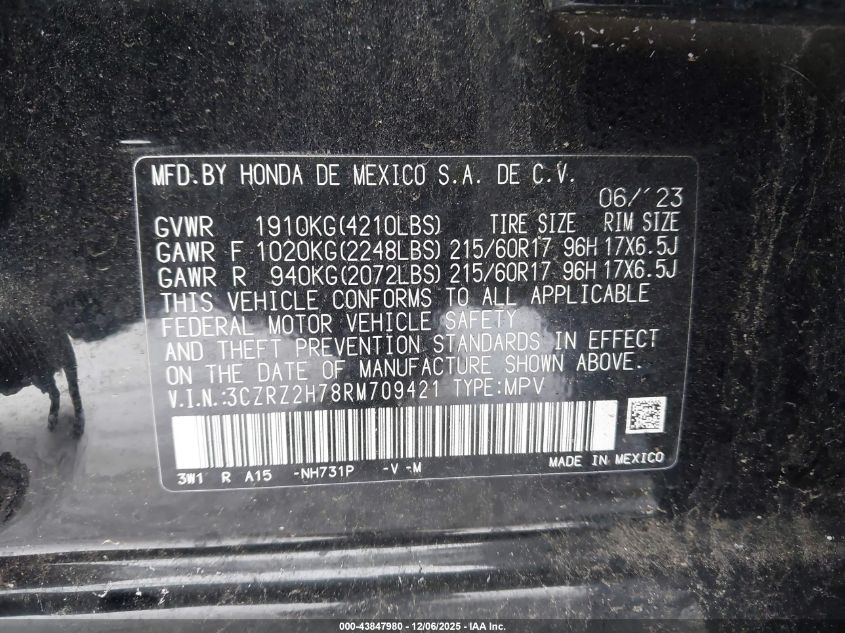 MFD.BY HONDA DE MEXICO S.A. DE C.V.
06/'23
GVWR 1910KG(4210LBS) TIRE SIZE RIM SIZE
GAWR F 1020KG(2248LBS) 215/60R17 96H 17X6.5J
GAWR R 940KG(2072LBS) 215/60R17 96H 17X6.5J
THIS VEHICLE CONFORMS TO ALL APPLICABLE
FEDERAL MOTOR VEHICLE SAFETY
AND THEFT PREVENTION STANDARDS IN EFFECT
ON THE DATE OF MANUFACTURE SHOWN ABOVE.
V.I.N.:3CZRZ2H78RM709421 TYPE:MPV
3W1 R A15 -NH731P -V -M MADE IN MEXICO
000-43847980 - 12/06/2025 - IAA Inc.